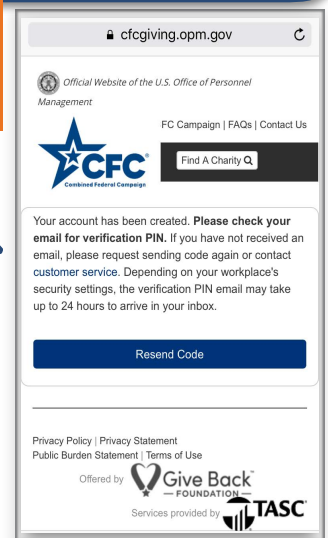 cfcgiving.opm.gov
Official Website of the U.S. Office of Personnel
Management
FC Campaign | FAQs | Contact Us
CFC
Combined Federal Campaign
Find A Charity
Your account has been created. Please check your
email for verification PIN. If you have not received an
email, please request sending code again or contact
customer service. Depending on your workplace's
security settings, the verification PIN email may take
up to 24 hours to arrive in your inbox.
Resend Code
Privacy Policy | Privacy Statement
Public Burden Statement | Terms of Use
Offered by Give Back™
FOUNDATION
Services provided by TASC